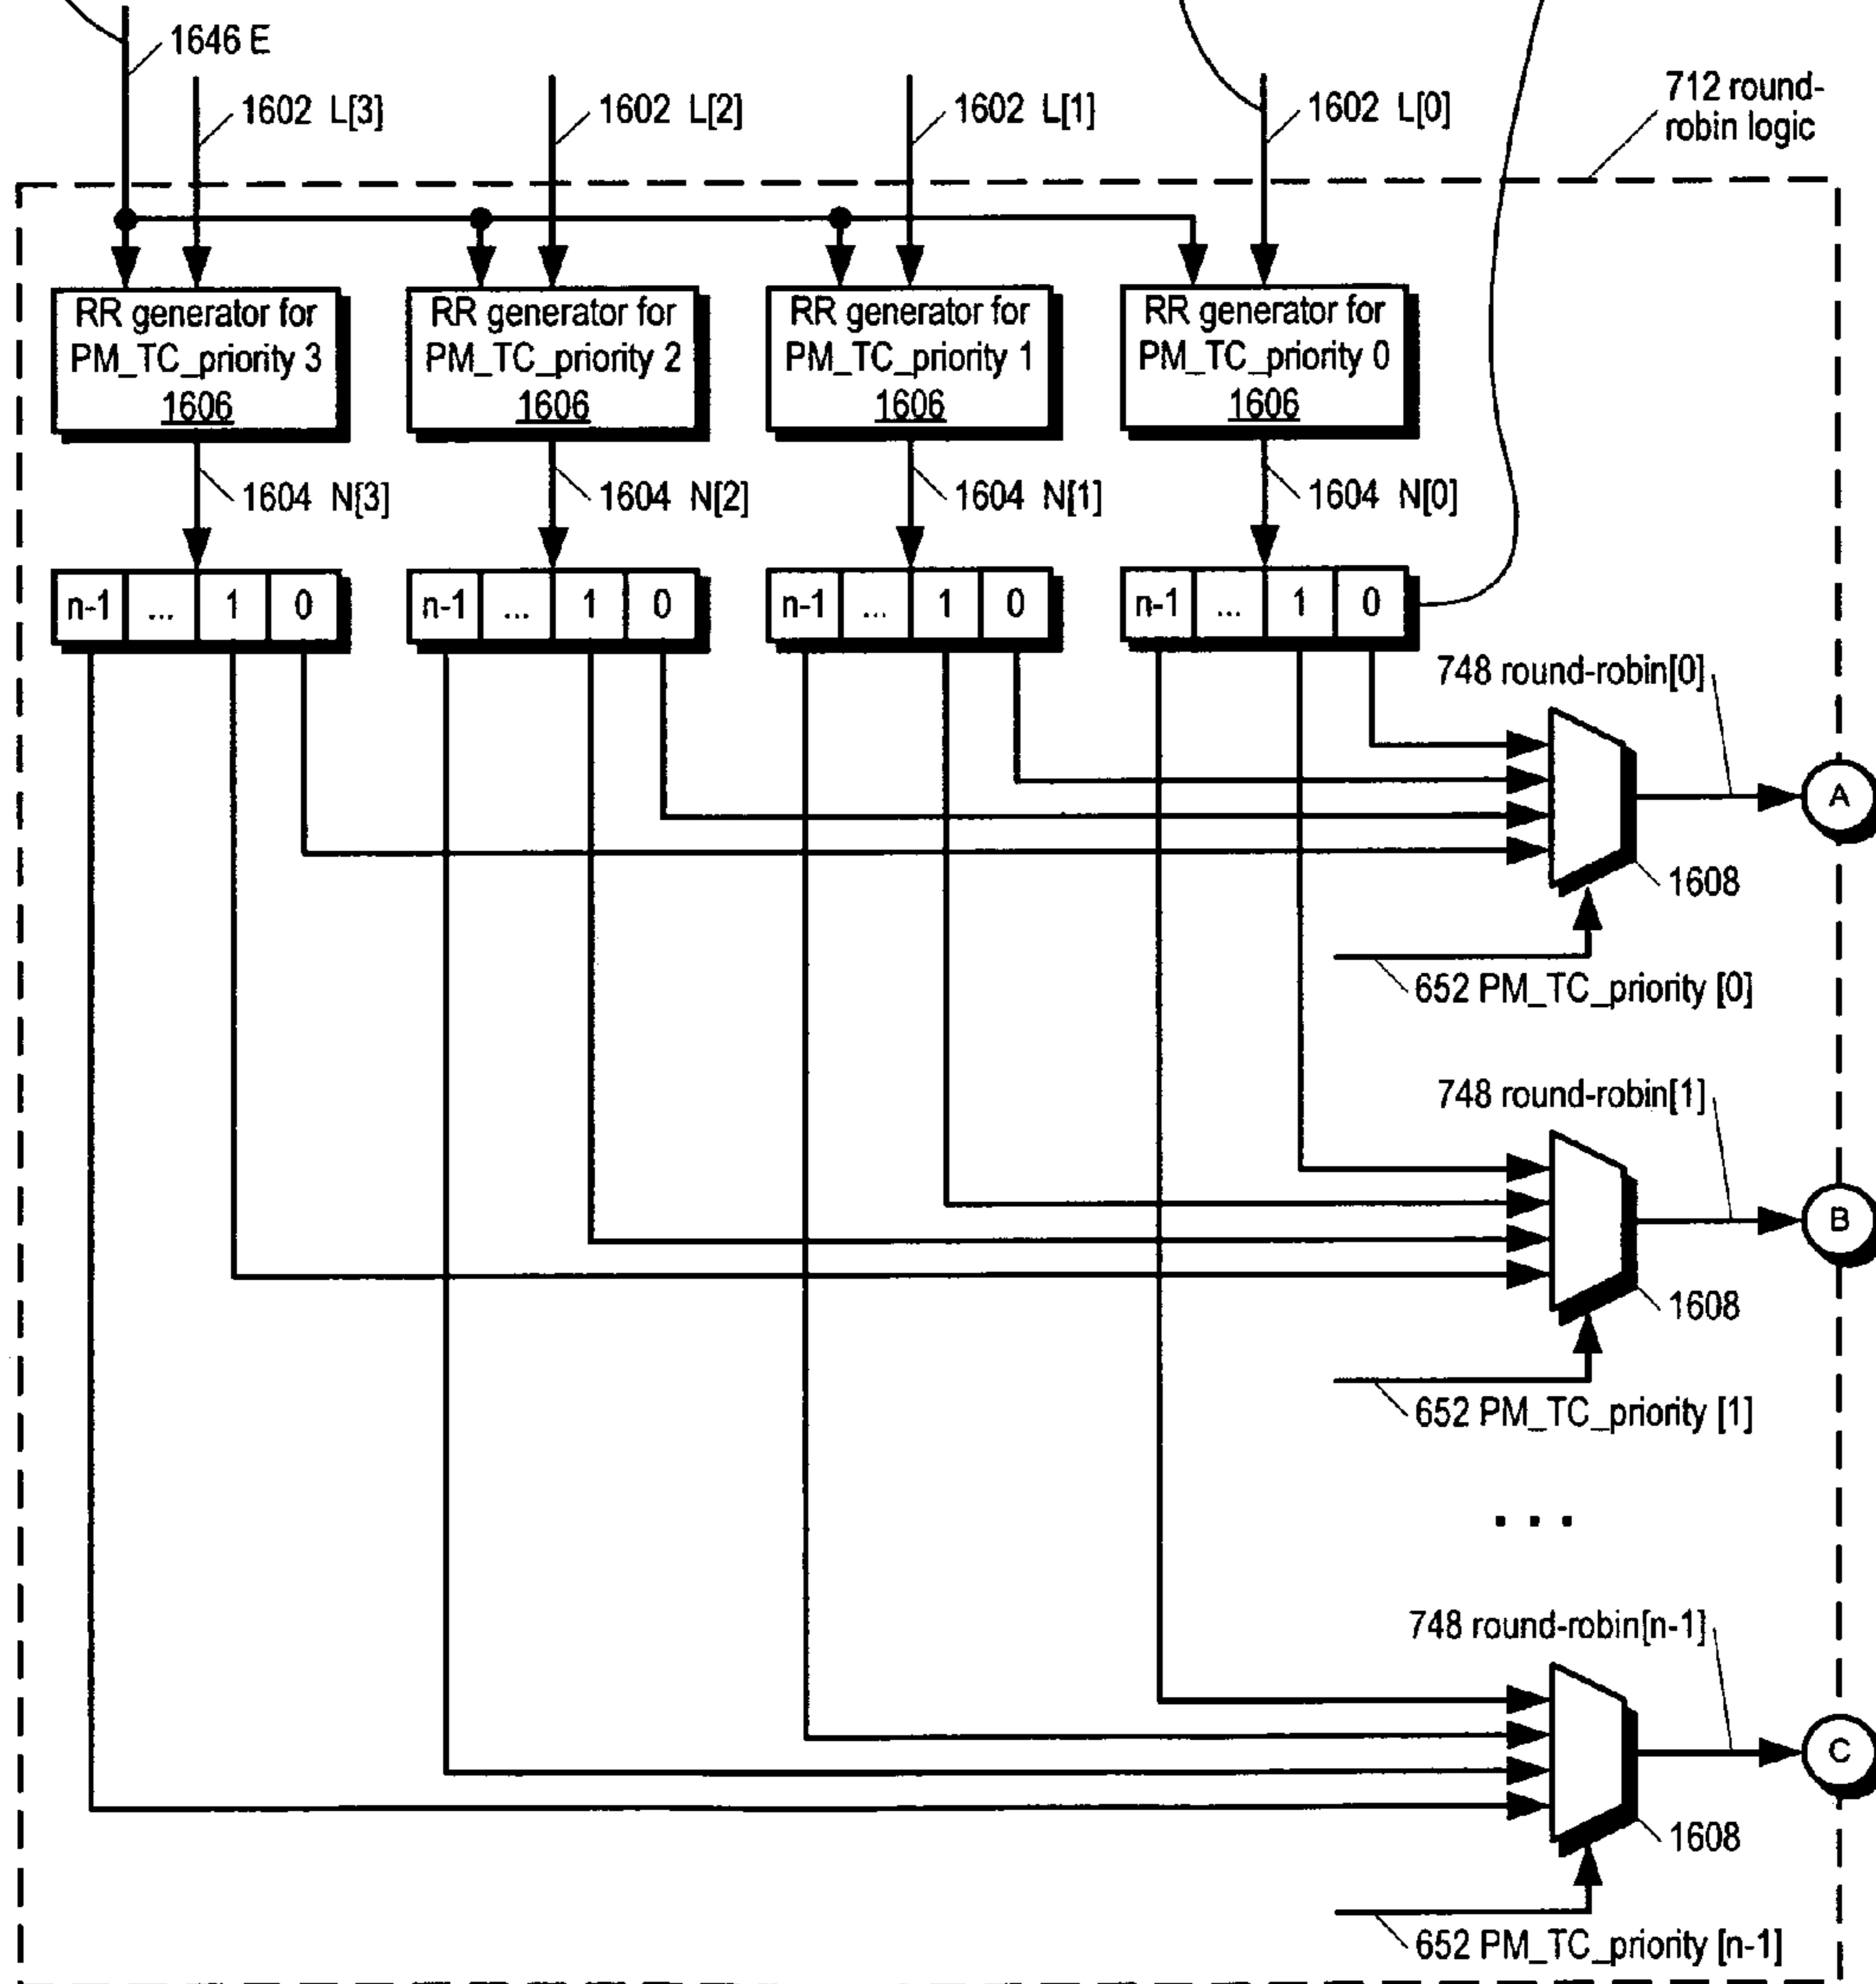 1646 E
1602 L[3]
1602 L[2]
1602 L[1]
1602 L[0]
712 round-
robin logic
RR generator for
PM_TC_priority 3
1606
RR generator for
PM_TC_priority 2
1606
RR generator for
PM_TC_priority 1
1606
RR generator for
PM_TC_priority 0
1606
1604 N[3]
1604 N[2]
1604 N[1]
1604 N[0]
n-1 ... 1 0
n-1 ... 1 0
n-1 ... 1 0
n-1 ... 1 0
748 round-robin[0]
A
1608
652 PM_TC_priority [0]
748 round-robin[1]
B
1608
652 PM_TC_priority [1]
...
748 round-robin[n-1]
C
1608
652 PM_TC_priority [n-1]